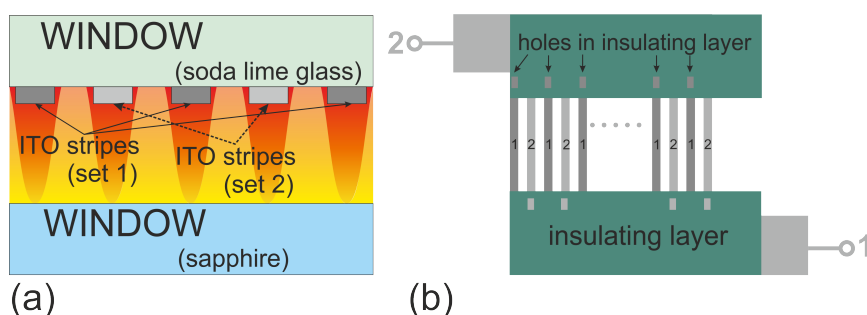 WINDOW
(soda lime glass)
ITO stripes
(set 1)
ITO stripes
(set 2)
WINDOW
(sapphire)
(a)
2
holes in insulating layer
1 2 1 2 1 1 2 1 2
insulating layer
1
(b)